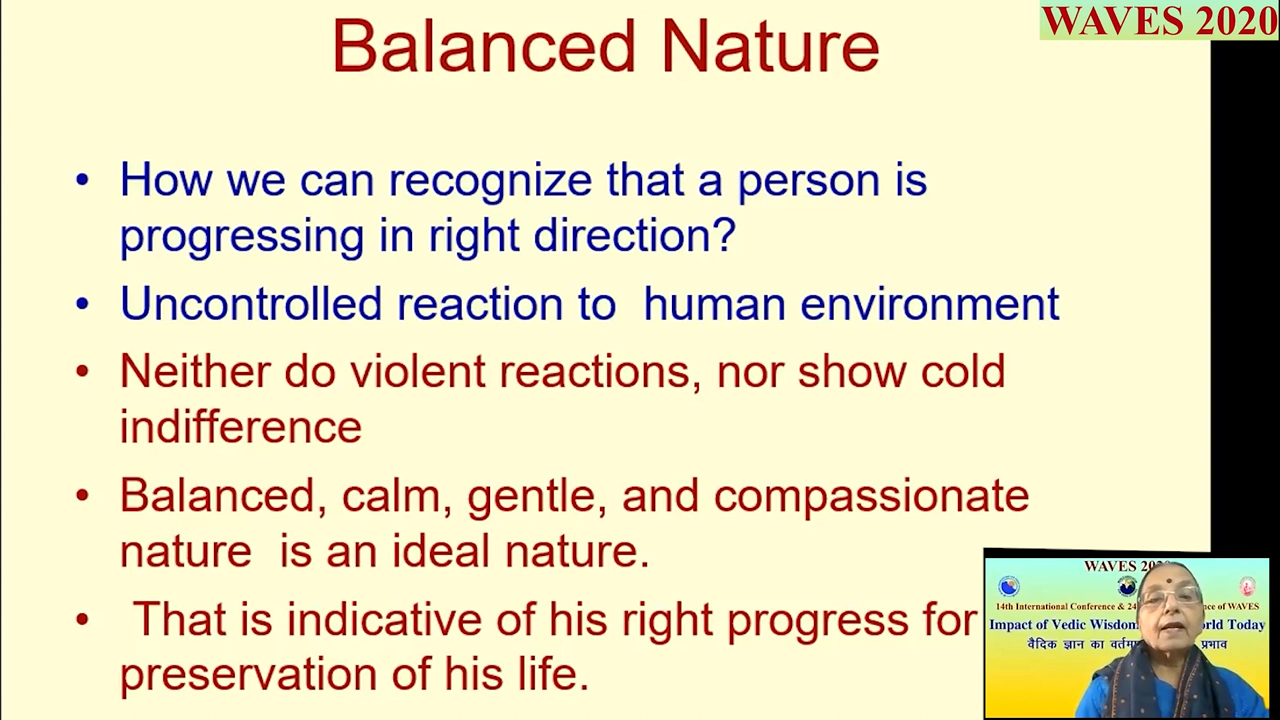 WAVES 2020
Balanced Nature
• How we can recognize that a person is
progressing in right direction?
• Uncontrolled reaction to human environment
• Neither do violent reactions, nor show cold
indifference
• Balanced, calm, gentle, and compassionate
nature is an ideal nature.
• That is indicative of his right progress for
preservation of his life.
WAVES
14th International Conference & 24 of WAVES
Impact of Vedic Wisdom Today
वैदिक ज्ञान का प्रभाव